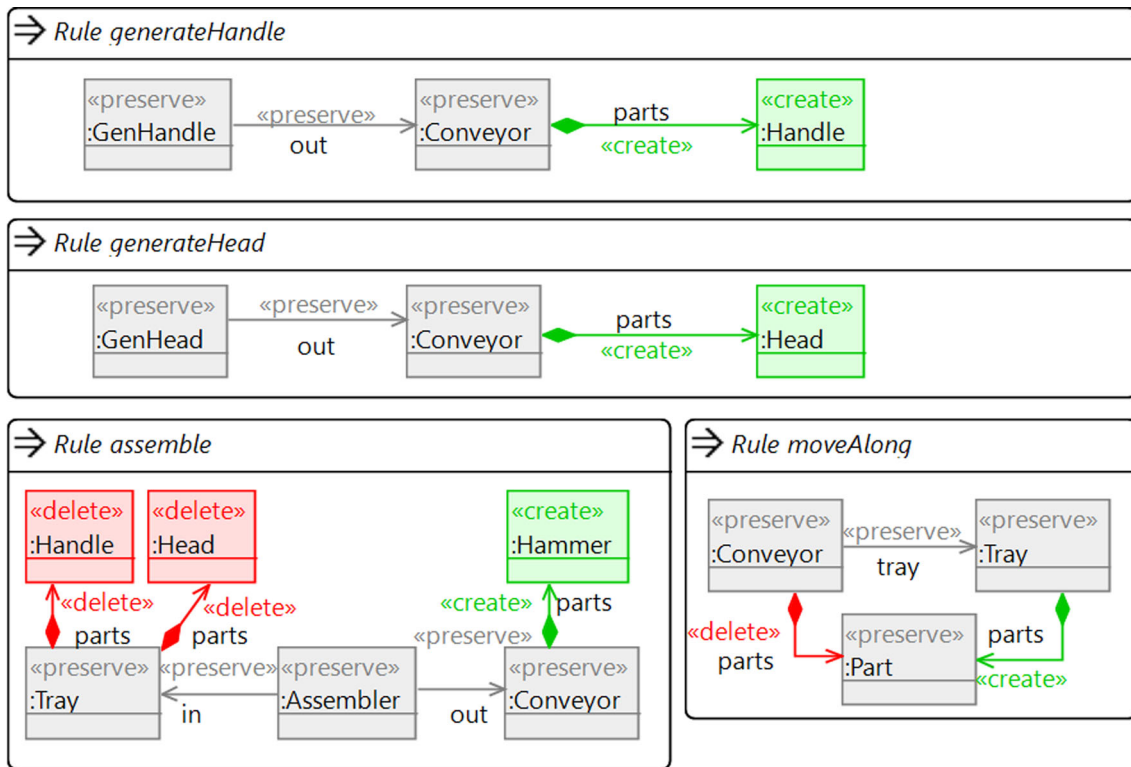 Rule generateHandle
«preserve» «preserve» «create»
:GenHandle «preserve» :Conveyor parts :Handle
out «create»
Rule generateHead
«preserve» «preserve» «preserve» «create»
:GenHead out :Conveyor parts :Head
«create»
Rule assemble
«delete» «delete» «create»
:Handle :Head :Hammer
«delete» «delete» «create» parts
parts parts «preserve»
«preserve» «preserve» «preserve» «preserve»
:Tray in :Assembler out :Conveyor
Rule moveAlong
«preserve» «preserve» «preserve»
:Conveyor tray :Tray
«delete» «preserve» parts
parts :Part «create»